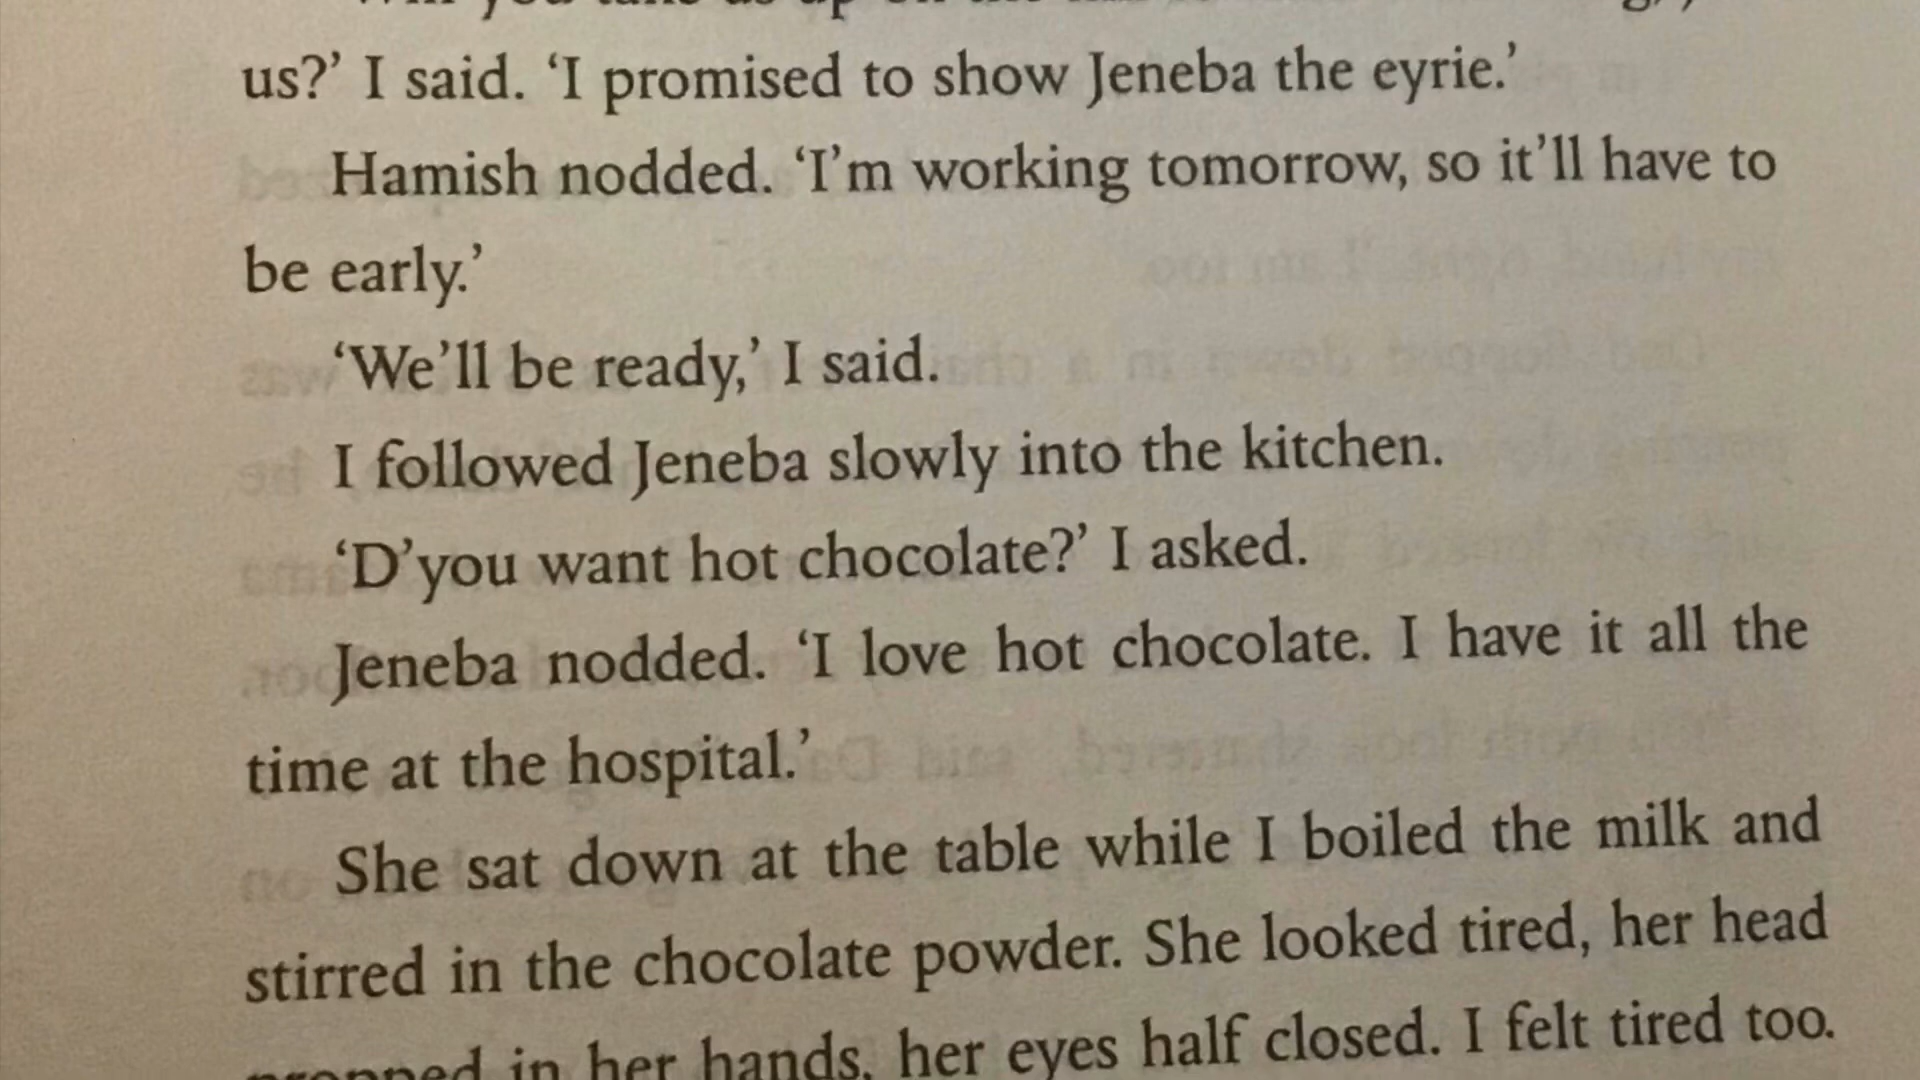 us?’ I said. ‘I promised to show Jeneba the eyrie.’
Hamish nodded. ‘I’m working tomorrow, so it’ll have to
be early.’
‘We’ll be ready,’ I said.
I followed Jeneba slowly into the kitchen.
‘D’you want hot chocolate?’ I asked.
Jeneba nodded. ‘I love hot chocolate. I have it all the
time at the hospital.’
She sat down at the table while I boiled the milk and
stirred in the chocolate powder. She looked tired, her head
propped in her hands, her eyes half closed. I felt tired too.